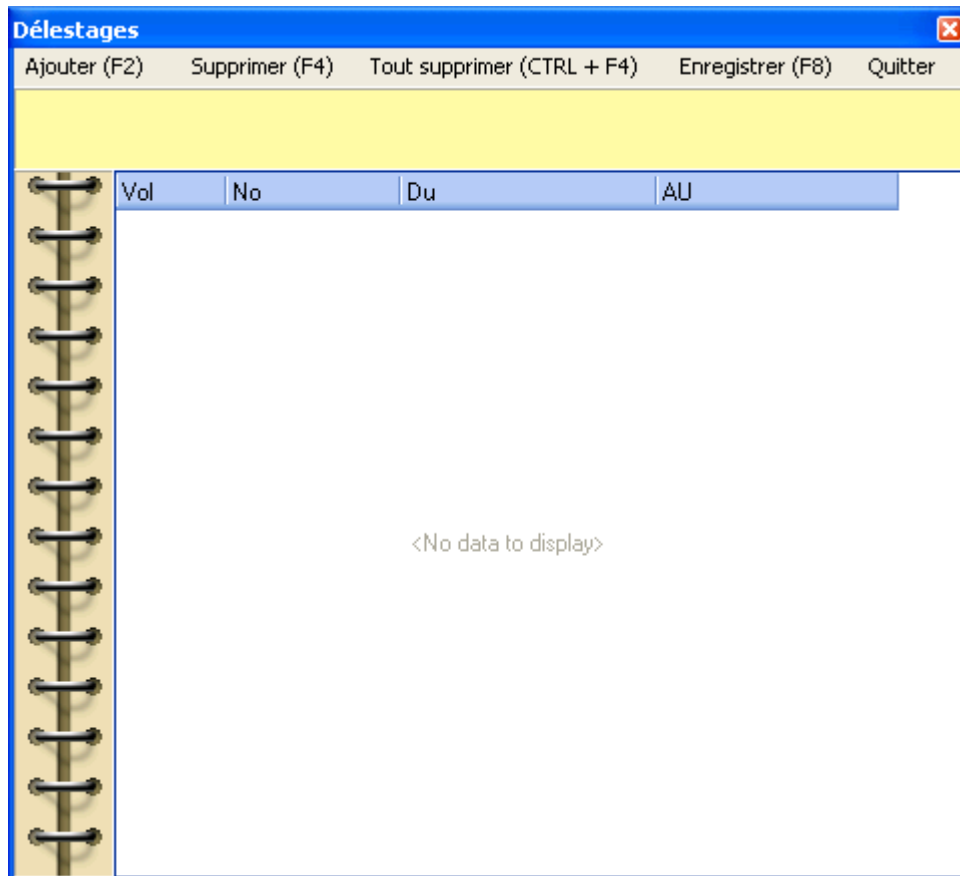 Délestages
Ajouter (F2) Supprimer (F4) Tout supprimer (CTRL + F4) Enregistrer (F8) Quitter
Vol No Du AU
<No data to display>